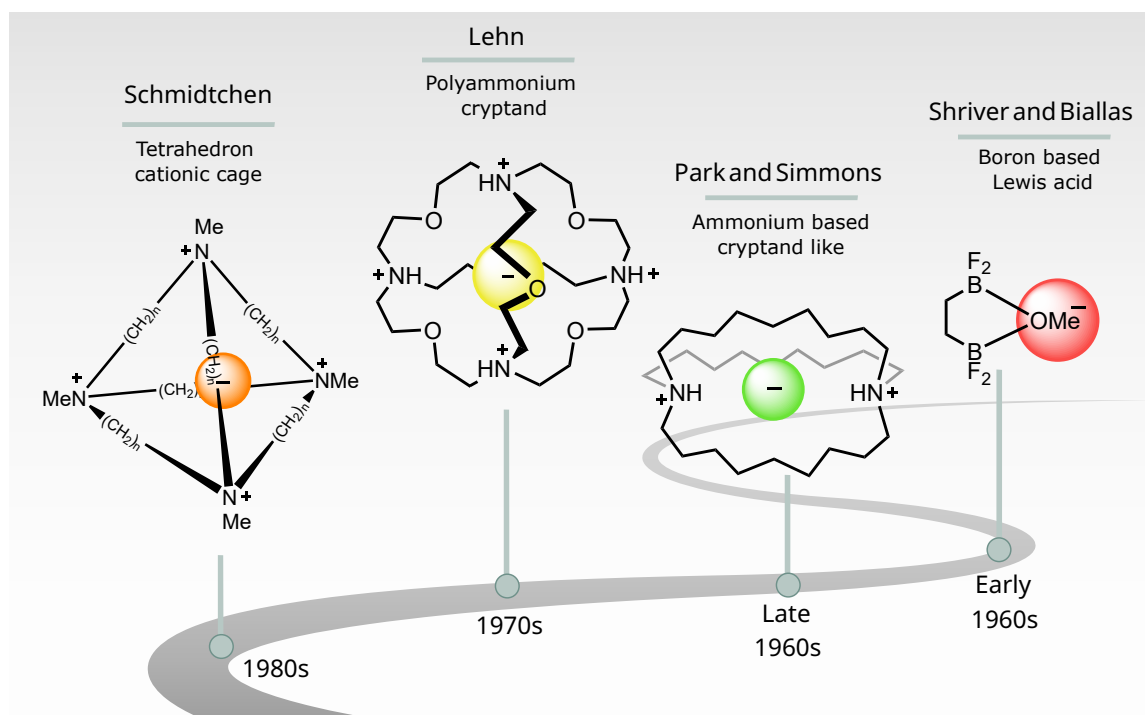 Schmidtchen
Tetrahedron
cationic cage
Me
+
N
(CH2)n
(CH2)n
(CH2)n
−
+
MeN
(CH2)
+
NMe
(CH2)n
(CH2)n
N+
Me
1980s
Lehn
Polyammonium
cryptand
+
HN
O
O
+
NH
−
O
NH
+
O
O
+
HN
1970s
Park and Simmons
Ammonium based
cryptand like
−
+
NH
HN
+
Late
1960s
Shriver and Biallas
Boron based
Lewis acid
F2
B
OMe−
B
F2
Early
1960s